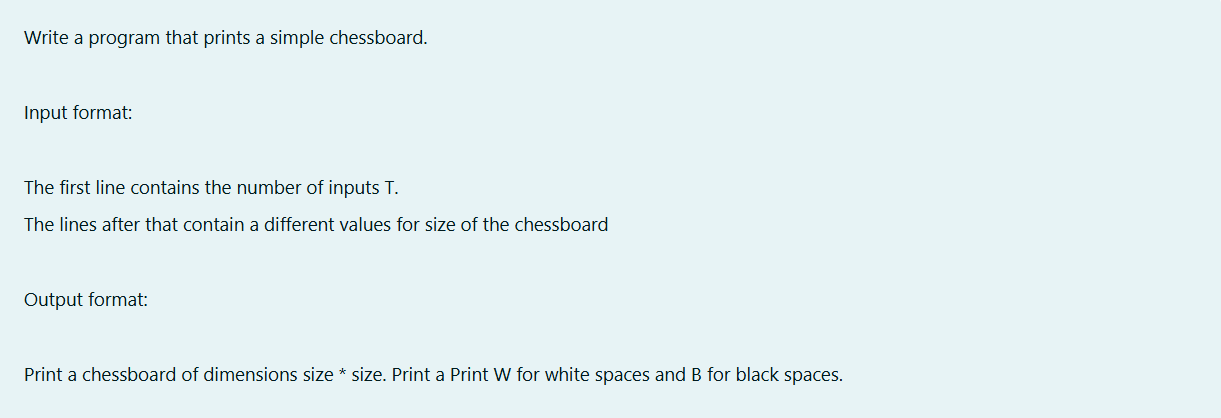 Write a program that prints a simple chessboard.
Input format:
The first line contains the number of inputs T.
The lines after that contain a different values for size of the chessboard
Output format:
Print a chessboard of dimensions size * size. Print a Print W for white spaces and B for black spaces.